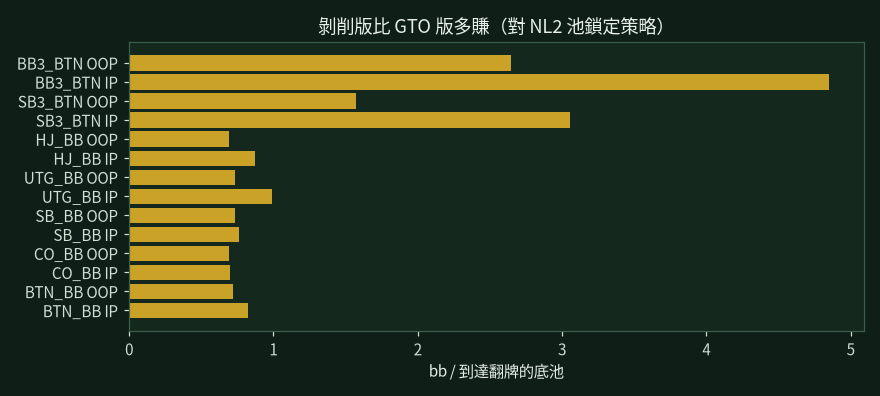 剝削版比 GTO 版多賺（對 NL2 池鎖定策略）
BB3_BTN OOP
BB3_BTN IP
SB3_BTN OOP
SB3_BTN IP
HJ_BB OOP
HJ_BB IP
UTG_BB OOP
UTG_BB IP
SB_BB OOP
SB_BB IP
CO_BB OOP
CO_BB IP
BTN_BB OOP
BTN_BB IP
0 1 2 3 4 5
bb / 到達翻牌的底池